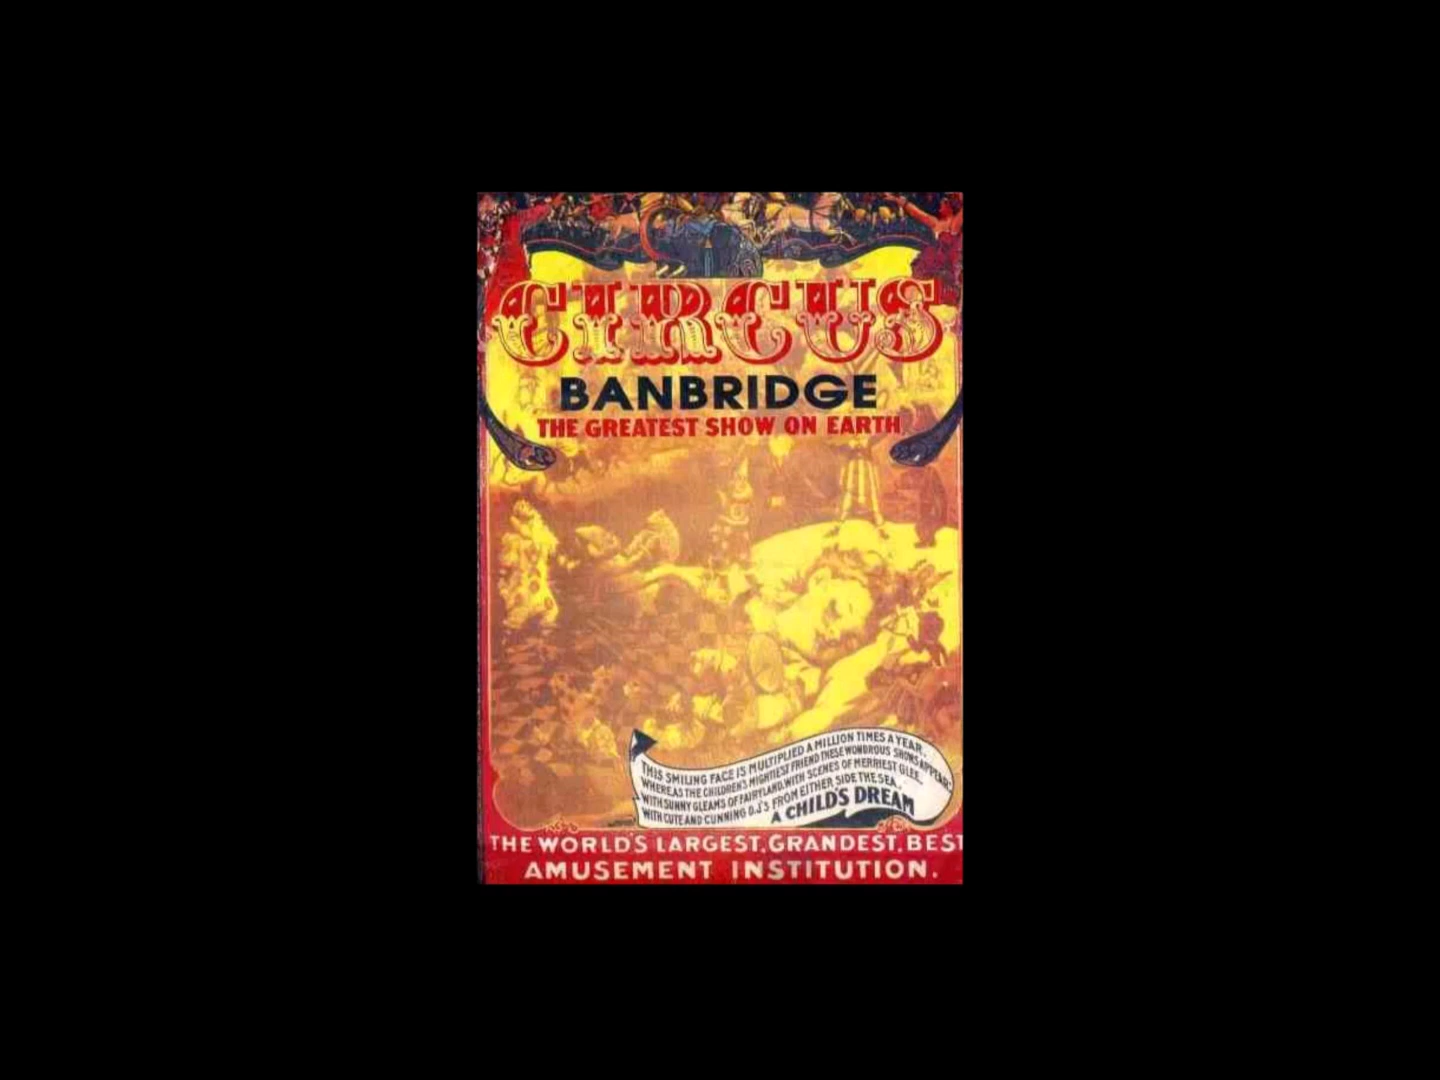 CIRCUS
BANBRIDGE
THE GREATEST SHOW ON EARTH
THIS SMILING FACE IS MULTIPLIED A MILLION TIMES A YEAR..
WHEREAS THE CHILDREN'S MIGHTIEST FRIEND THESE WONDROUS SHOWS APPEAR:
WITH SUNNY GLEAMS OF FAIRYLAND, WITH SCENES OF MERRIEST GLEE.
WITH CUTE AND CUNNING D.J'S FROM EITHER SIDE THE SEA.
A CHILD'S DREAM
THE WORLD'S LARGEST, GRANDEST, BEST
AMUSEMENT INSTITUTION.